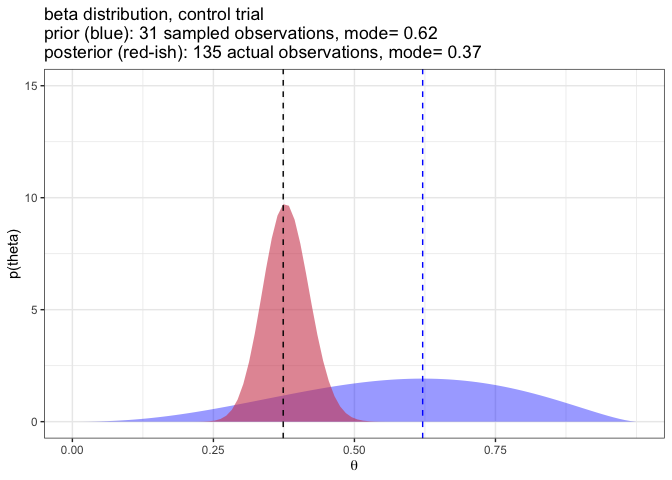 beta distribution, control trial
prior (blue): 31 sampled observations, mode= 0.62
posterior (red-ish): 135 actual observations, mode= 0.37
15
10
5
0
p(theta)
0.00 0.25 0.50 0.75
θ